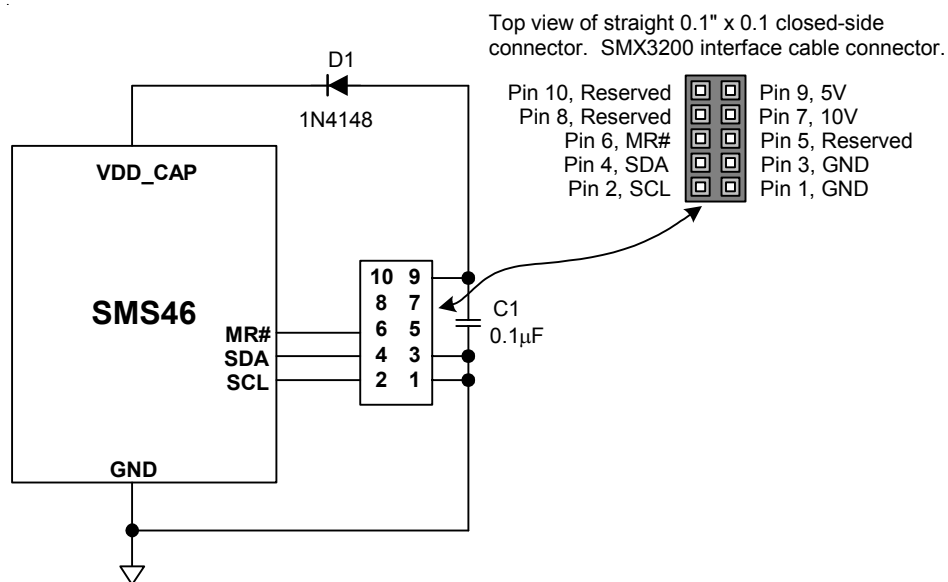 Top view of straight 0.1" x 0.1 closed-side
connector. SMX3200 interface cable connector.
D1
1N4148
Pin 10, Reserved
Pin 9, 5V
Pin 8, Reserved
Pin 7, 10V
Pin 6, MR#
Pin 5, Reserved
Pin 4, SDA
Pin 3, GND
Pin 2, SCL
Pin 1, GND
VDD_CAP
SMS46
MR#
SDA
SCL
GND
10 9
8 7
6 5
4 3
2 1
C1
0.1μF